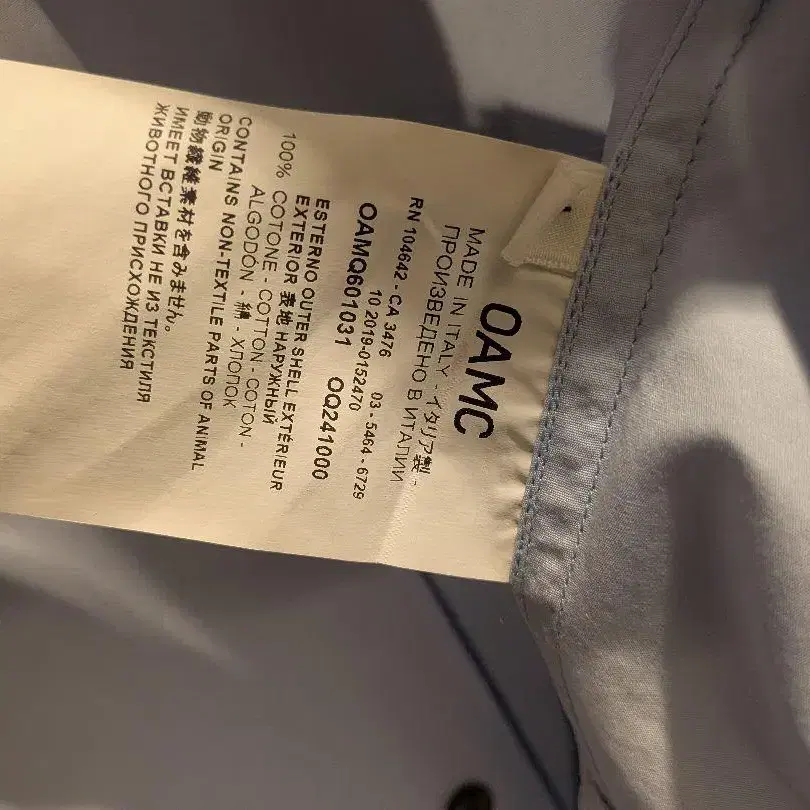 OAMC
MADE IN ITALY - イタリア製 -
ПРОИЗВЕДЕНО В ИТАЛИИ
RN 104642 - CA 3476
03 - 5464 - 6729
10 2019-0152470
OAMQ601031 OQ241000
ESTERNO OUTER SHELL EXTÉRIEUR
EXTERIOR 表地 НАРУЖНЫЙ
100% COTONE - COTTON - COTON -
ALGODÓN - 綿 - ХЛОПОК
CONTAINS NON-TEXTILE PARTS OF ANIMAL
ORIGIN
動物繊維素材を含みません。
ИМЕЕТ ВСТАВКИ НЕ ИЗ ТЕКСТИЛЯ
ЖИВОТНОГО ПРИСХОЖДЕНИЯ